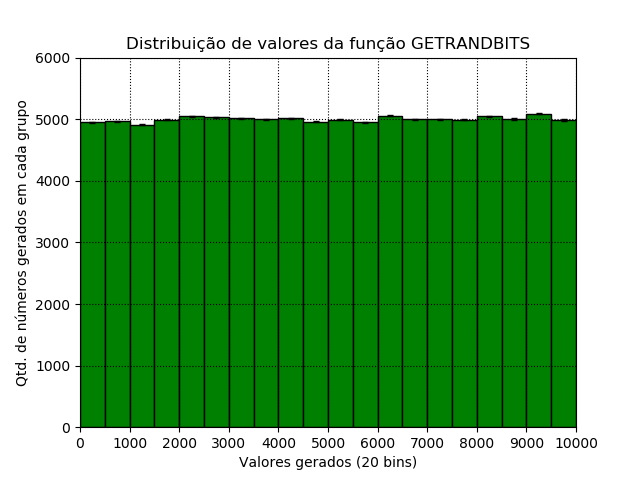 Distribuição de valores da função GETRANDBITS
6000
5000
4000
3000
2000
1000
0
Qtd. de números gerados em cada grupo
0 1000 2000 3000 4000 5000 6000 7000 8000 9000 10000
Valores gerados (20 bins)